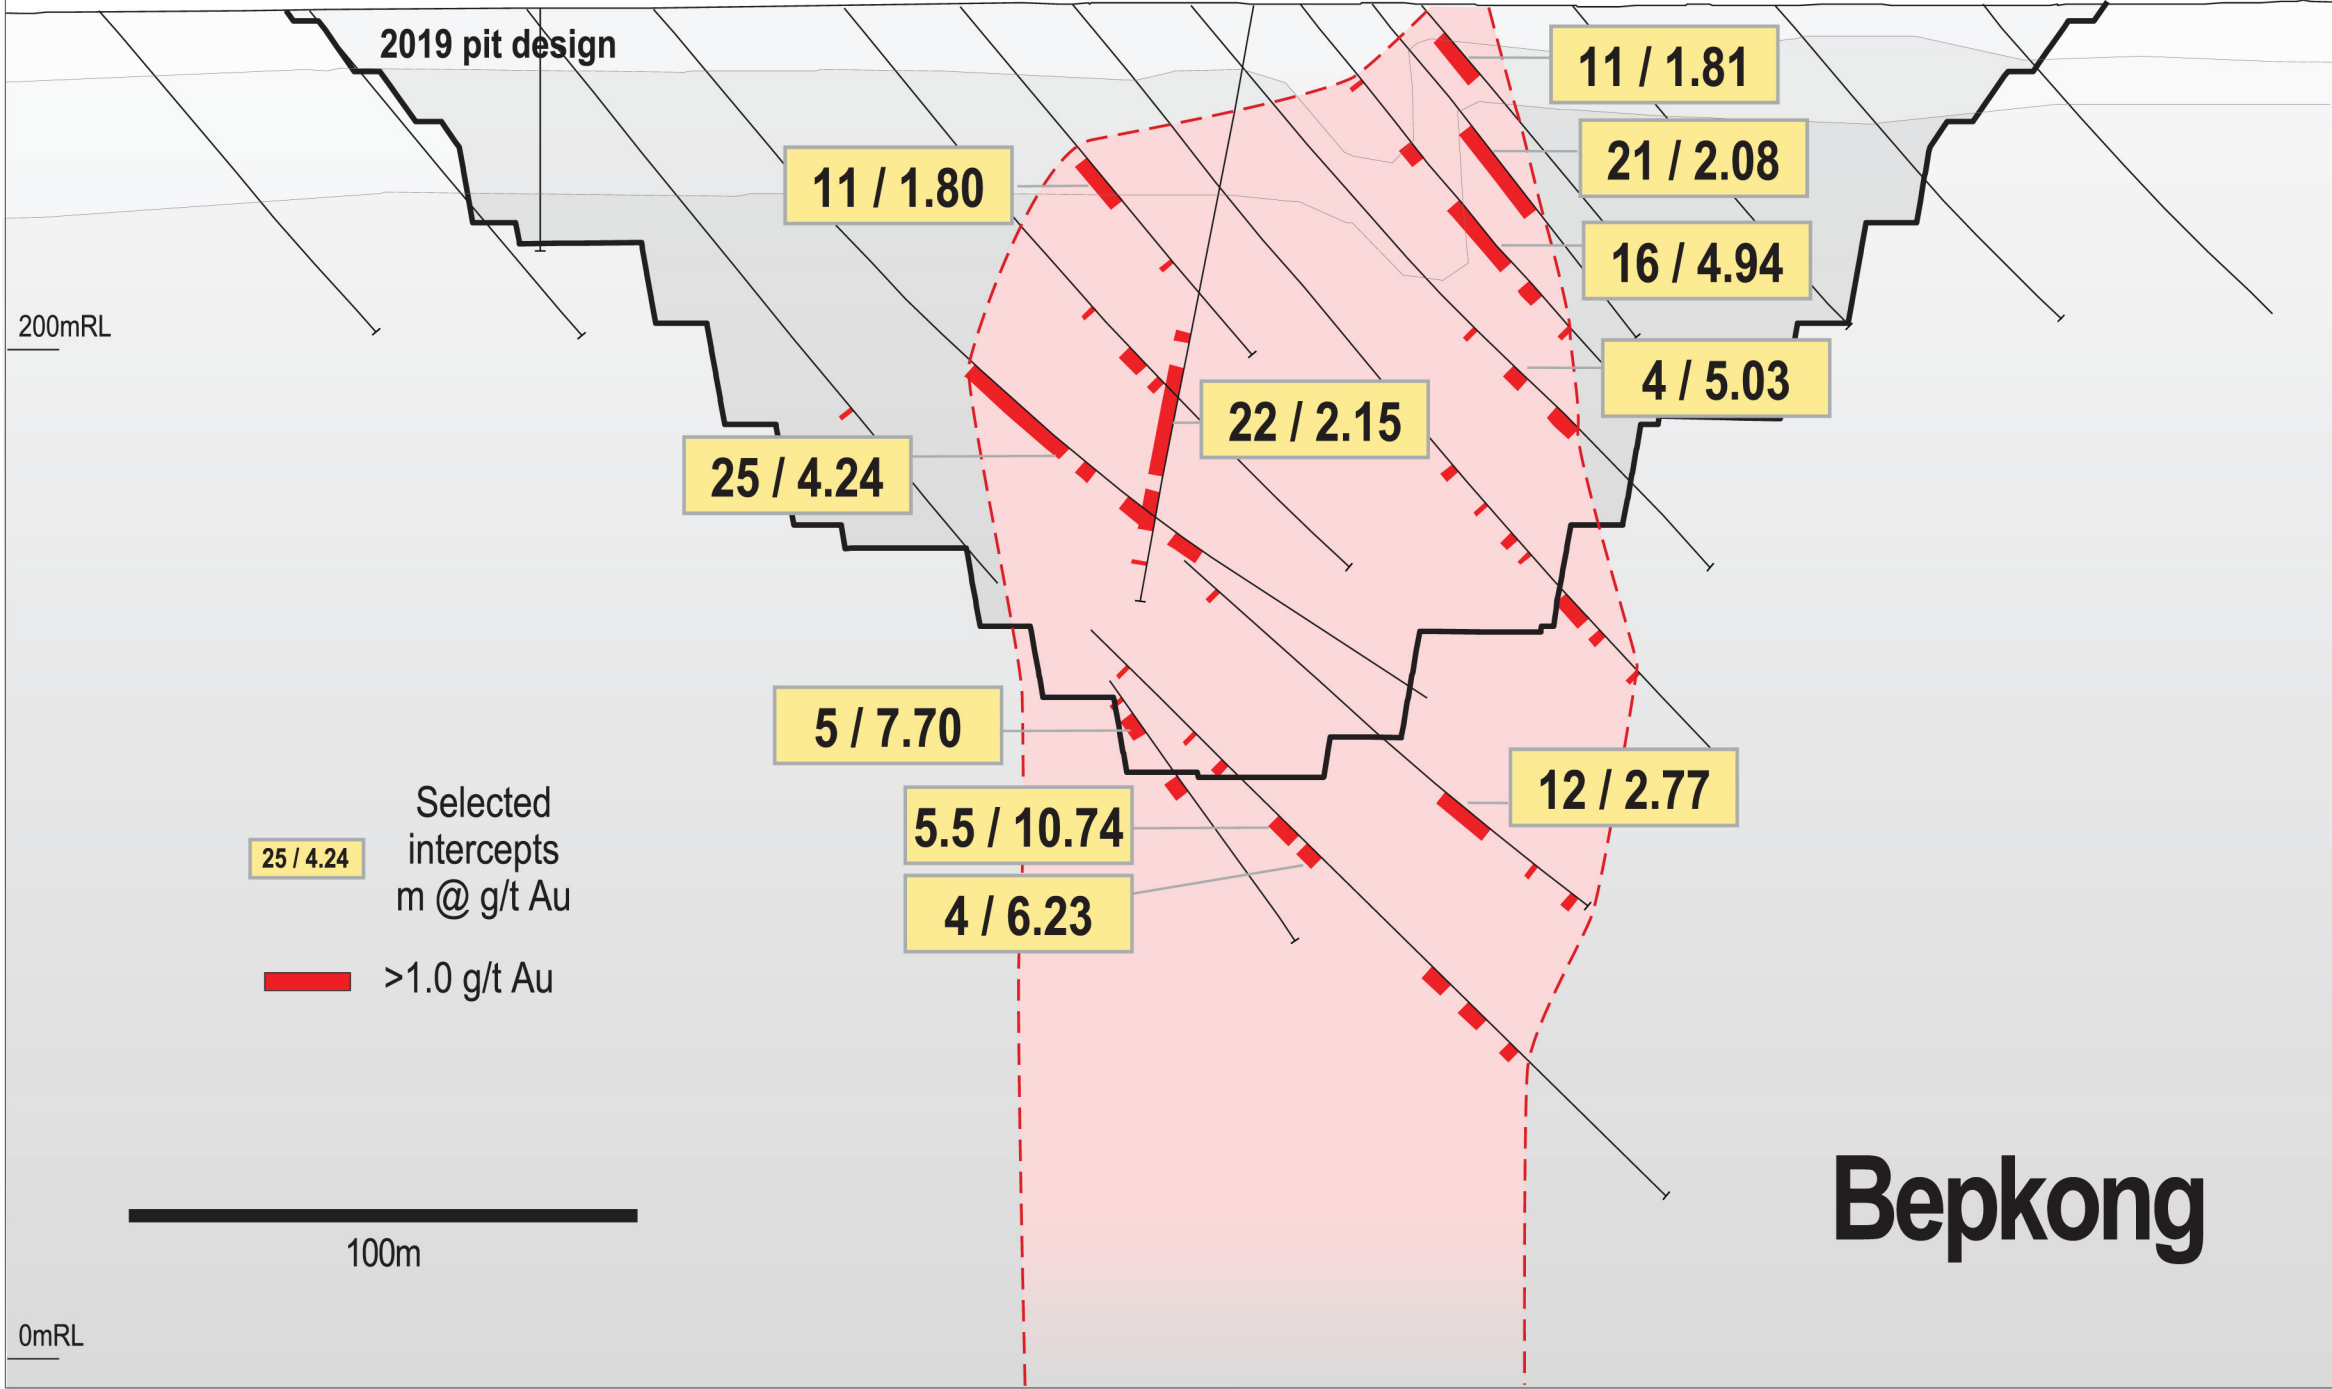 2019 pit design
11 / 1.81
21 / 2.08
11 / 1.80
16 / 4.94
200mRL
4 / 5.03
22 / 2.15
25 / 4.24
5 / 7.70
12 / 2.77
Selected
intercepts
m @ g/t Au
25 / 4.24
5.5 / 10.74
4 / 6.23
>1.0 g/t Au
Bepkong
100m
0mRL